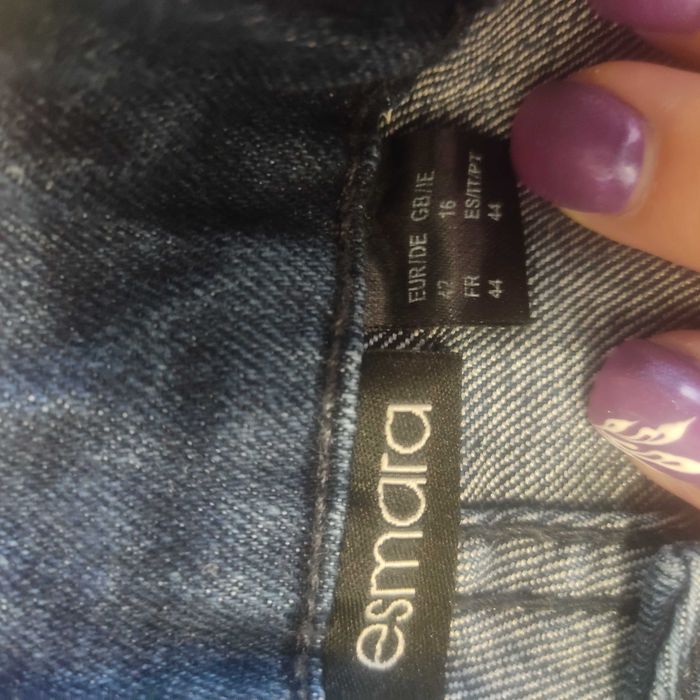 EUR/DE GB/IE
42 16
FR ES/IT/PT
44 44
esmara